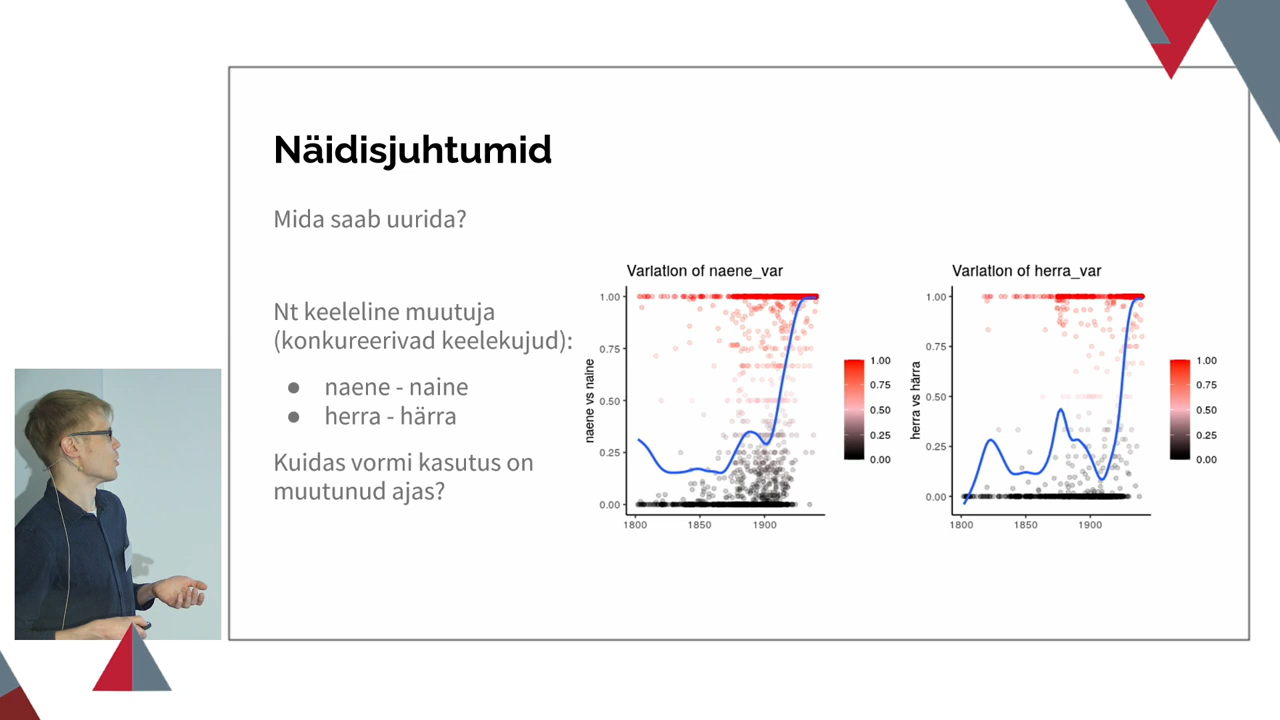 Näidisjuhtumid
Mida saab uurida?
Nt keeleline muutuja
(konkureerivad keelekujud):
● naene - naine
● herra - härra
Kuidas vormi kasutus on
muutunud ajas?
Variation of naene_var
naene vs naine
1.00
0.75
0.50
0.25
0.00
1800
1850
1900
1.00
0.75
0.50
0.25
0.00
Variation of herra_var
herra vs härra
1.00
0.75
0.50
0.25
0.00
1800
1850
1900
1.00
0.75
0.50
0.25
0.00